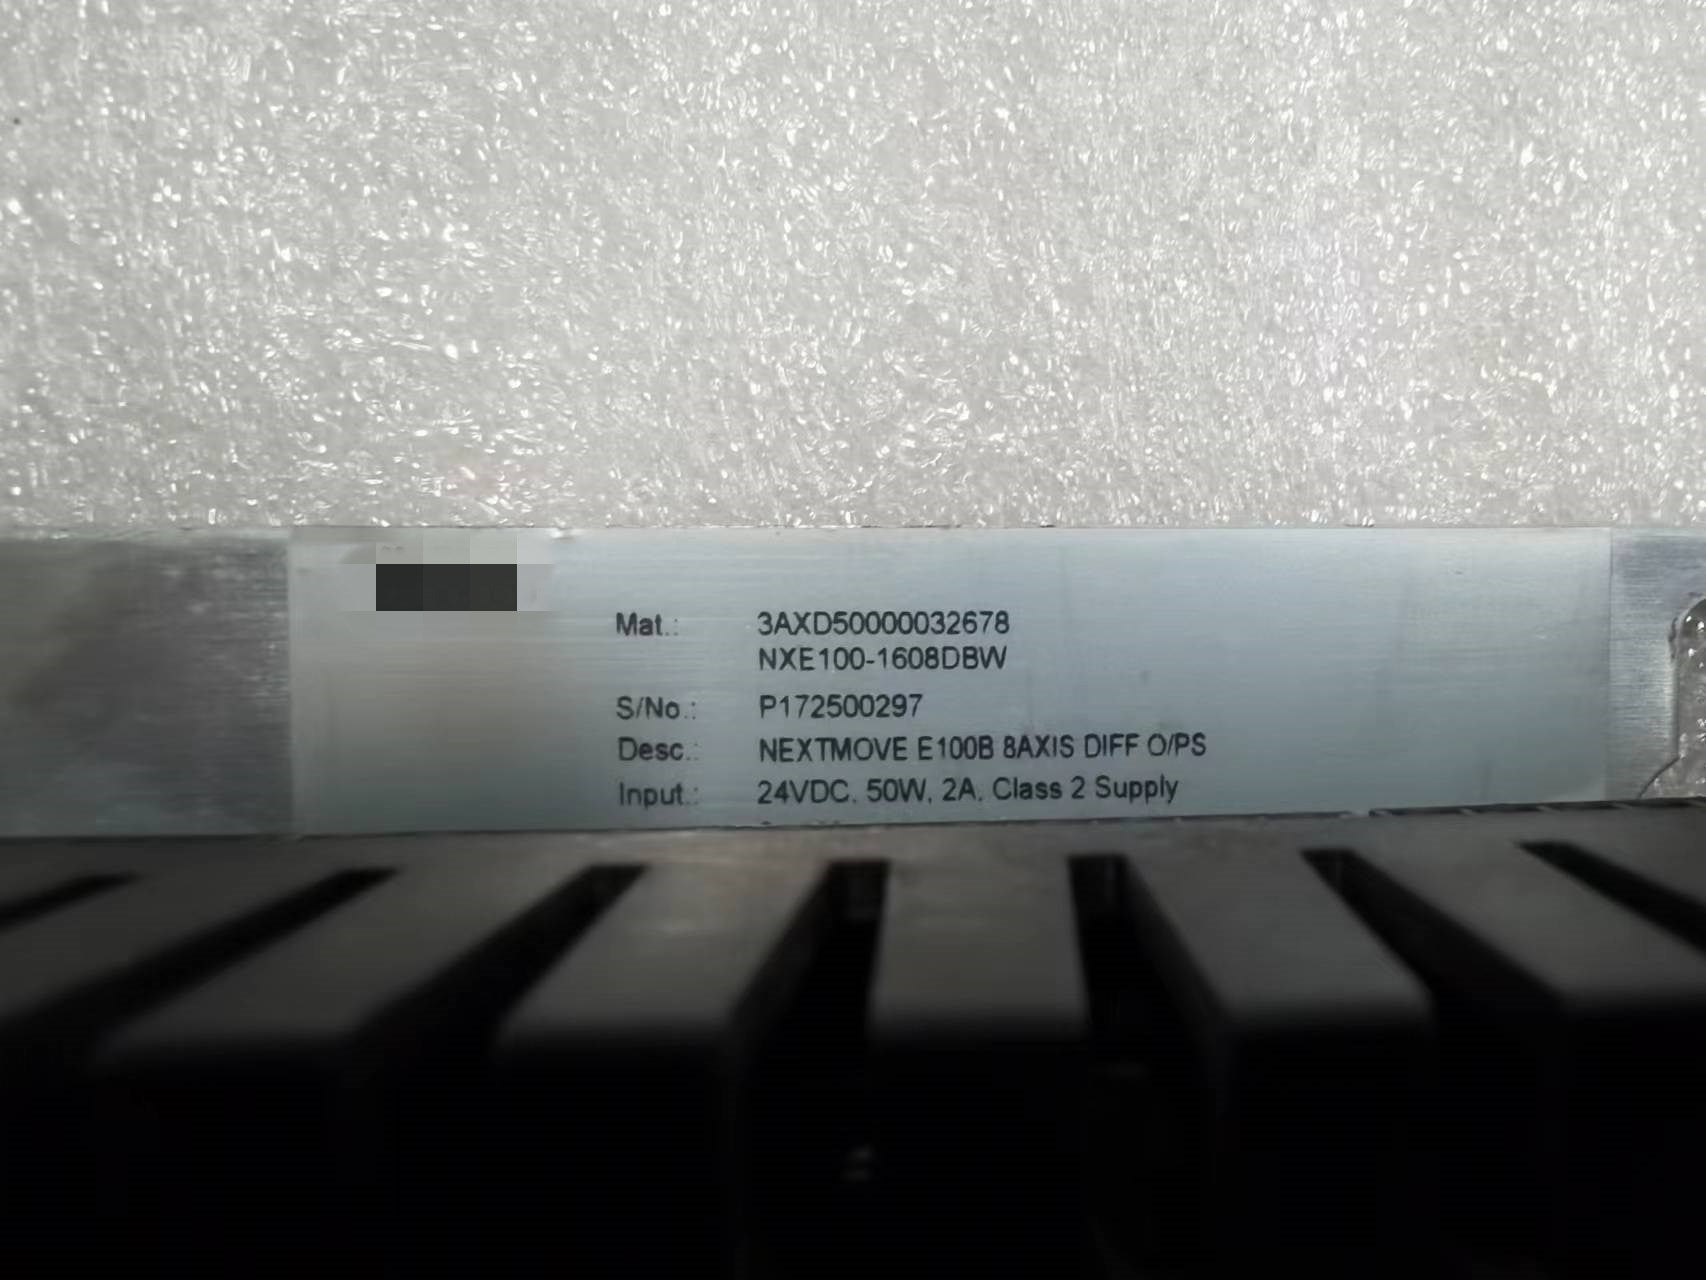 Mat.: 3AXD50000032678
NXE100-1608DBW
S/No.: P172500297
Desc.: NEXTMOVE E100B 8AXIS DIFF O/PS
Input.: 24VDC, 50W, 2A, Class 2 Supply